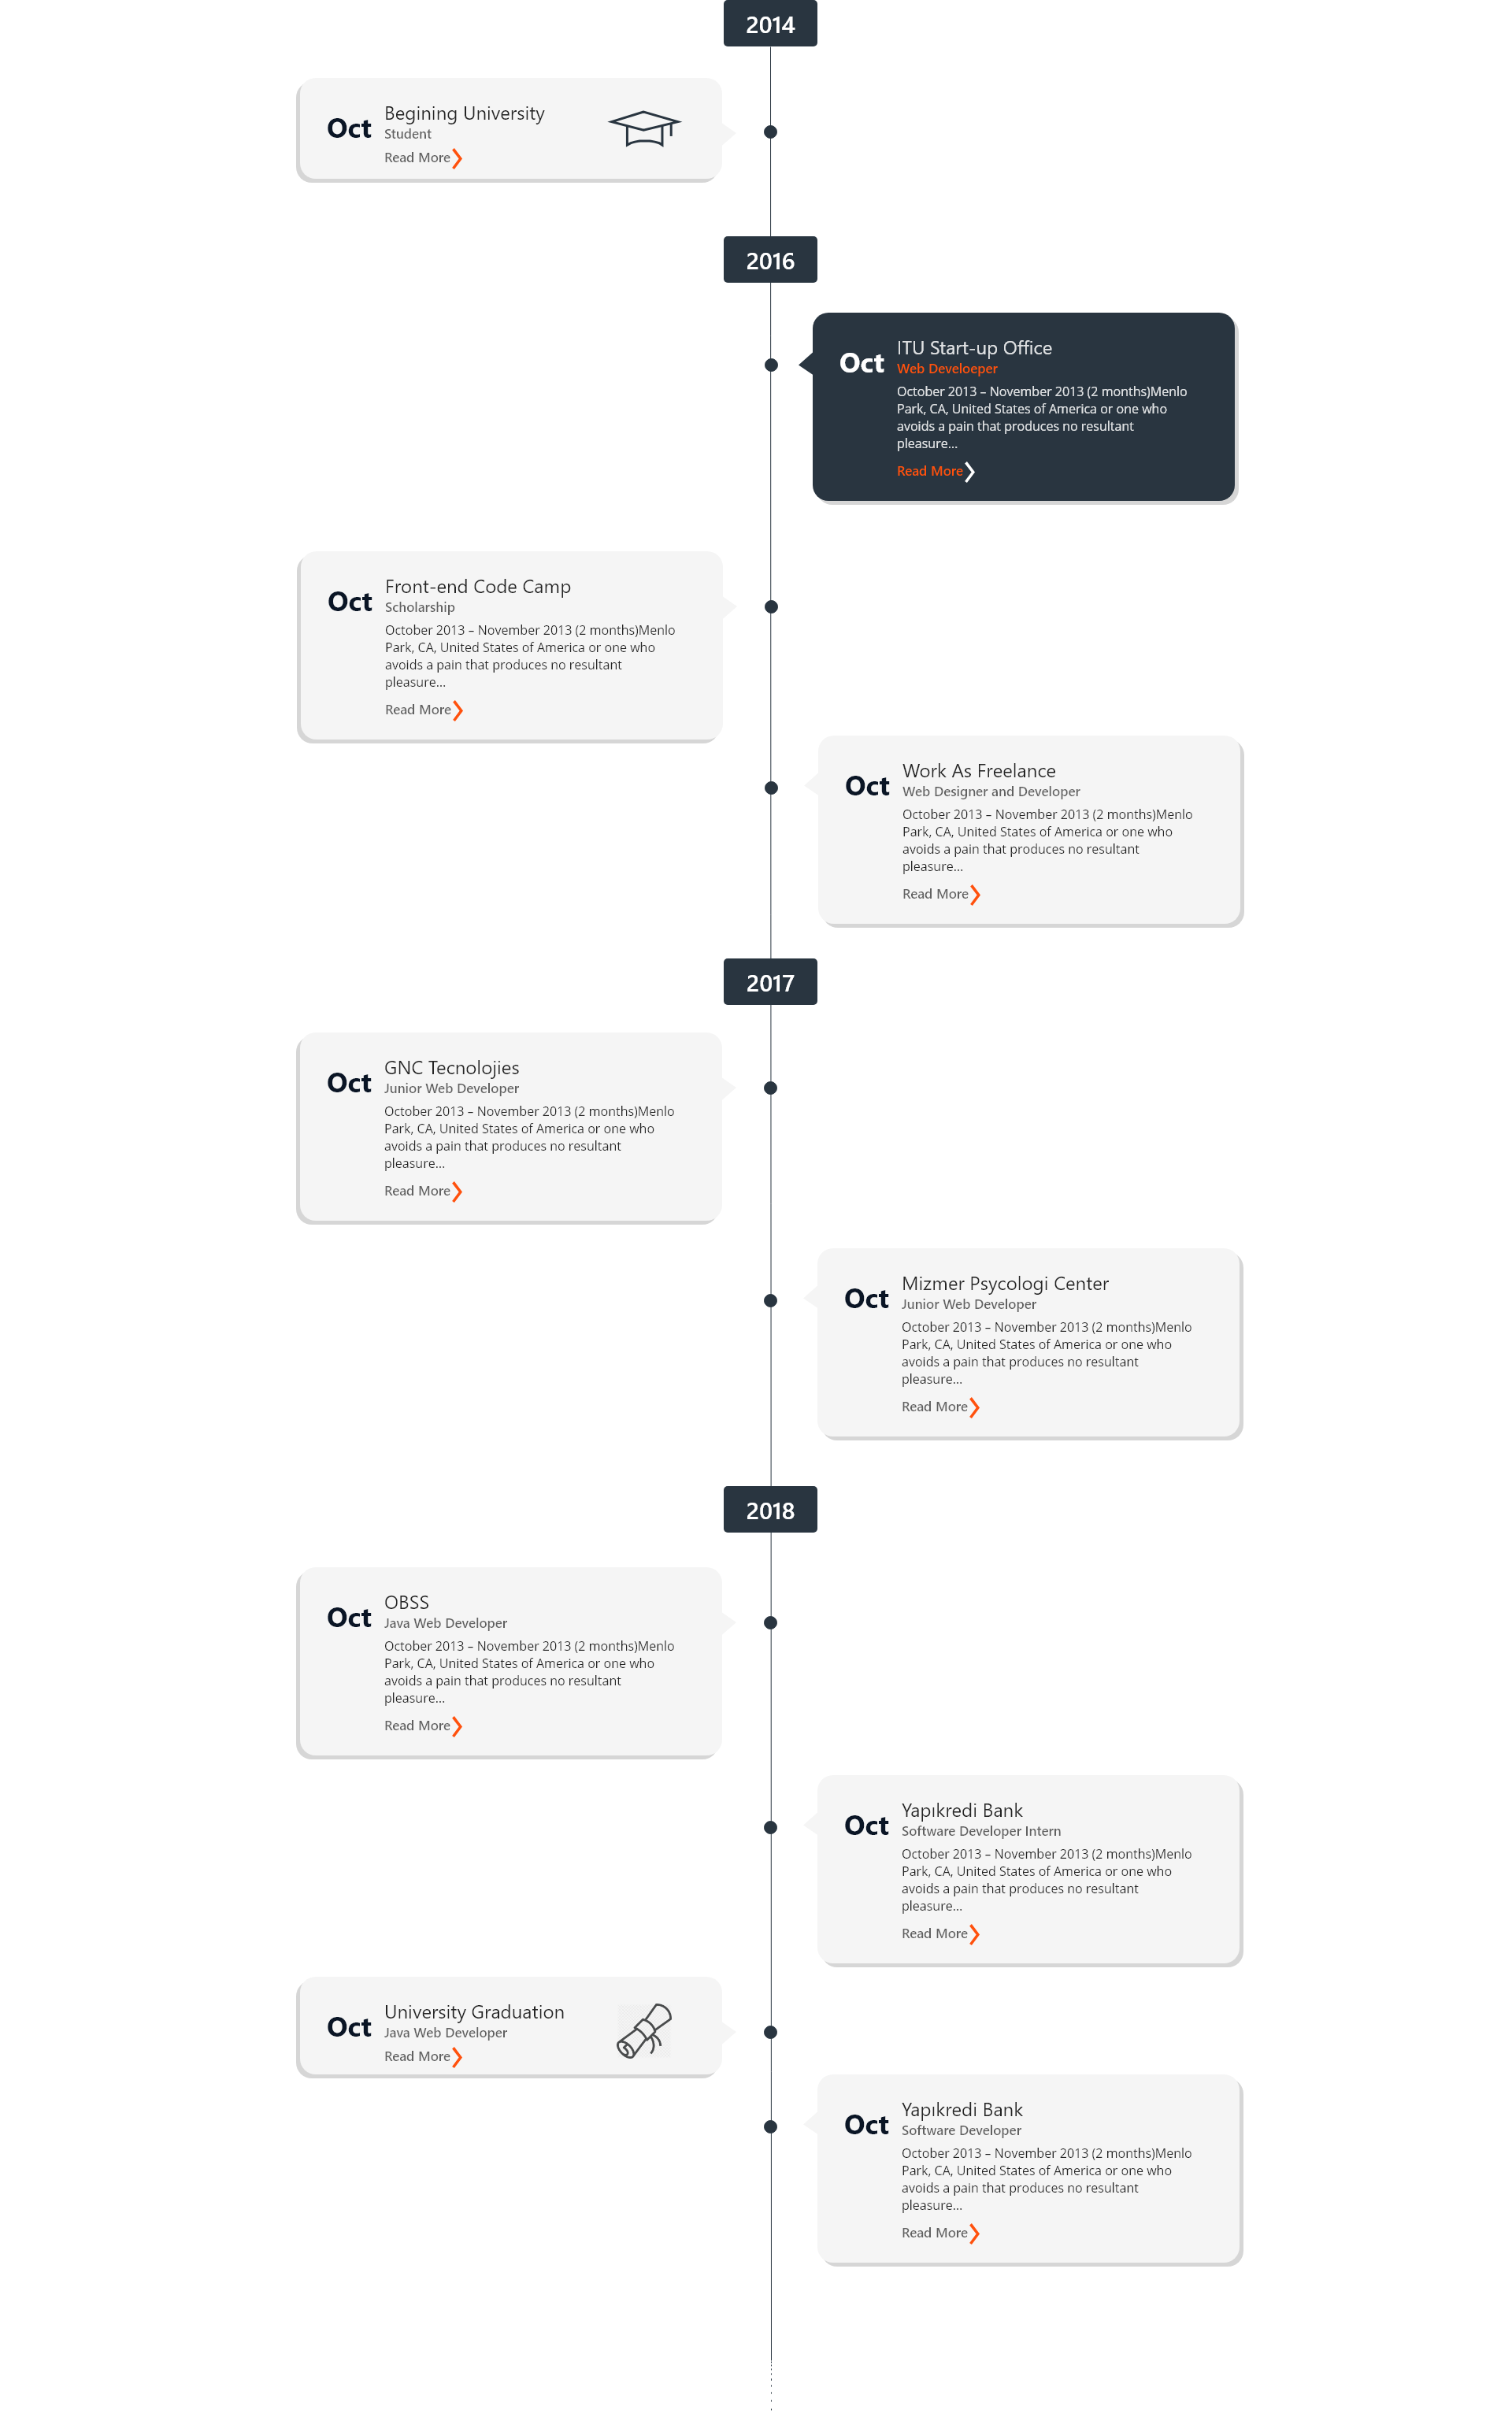 2014
Oct
Begining University
Student
Read More
2016
Oct
ITU Start-up Office
Web Develoeper
October 2013 – November 2013 (2 months)Menlo
Park, CA, United States of America or one who
avoids a pain that produces no resultant
pleasure...
Read More
Oct
Front-end Code Camp
Scholarship
October 2013 – November 2013 (2 months)Menlo
Park, CA, United States of America or one who
avoids a pain that produces no resultant
pleasure...
Read More
Oct
Work As Freelance
Web Designer and Developer
October 2013 – November 2013 (2 months)Menlo
Park, CA, United States of America or one who
avoids a pain that produces no resultant
pleasure...
Read More
2017
Oct
GNC Tecnolojies
Junior Web Developer
October 2013 – November 2013 (2 months)Menlo
Park, CA, United States of America or one who
avoids a pain that produces no resultant
pleasure...
Read More
Oct
Mizmer Psycologi Center
Junior Web Developer
October 2013 – November 2013 (2 months)Menlo
Park, CA, United States of America or one who
avoids a pain that produces no resultant
pleasure...
Read More
2018
Oct
OBSS
Java Web Developer
October 2013 – November 2013 (2 months)Menlo
Park, CA, United States of America or one who
avoids a pain that produces no resultant
pleasure...
Read More
Oct
Yapıkredi Bank
Software Developer Intern
October 2013 – November 2013 (2 months)Menlo
Park, CA, United States of America or one who
avoids a pain that produces no resultant
pleasure...
Read More
Oct
University Graduation
Java Web Developer
Read More
Oct
Yapıkredi Bank
Software Developer
October 2013 – November 2013 (2 months)Menlo
Park, CA, United States of America or one who
avoids a pain that produces no resultant
pleasure...
Read More